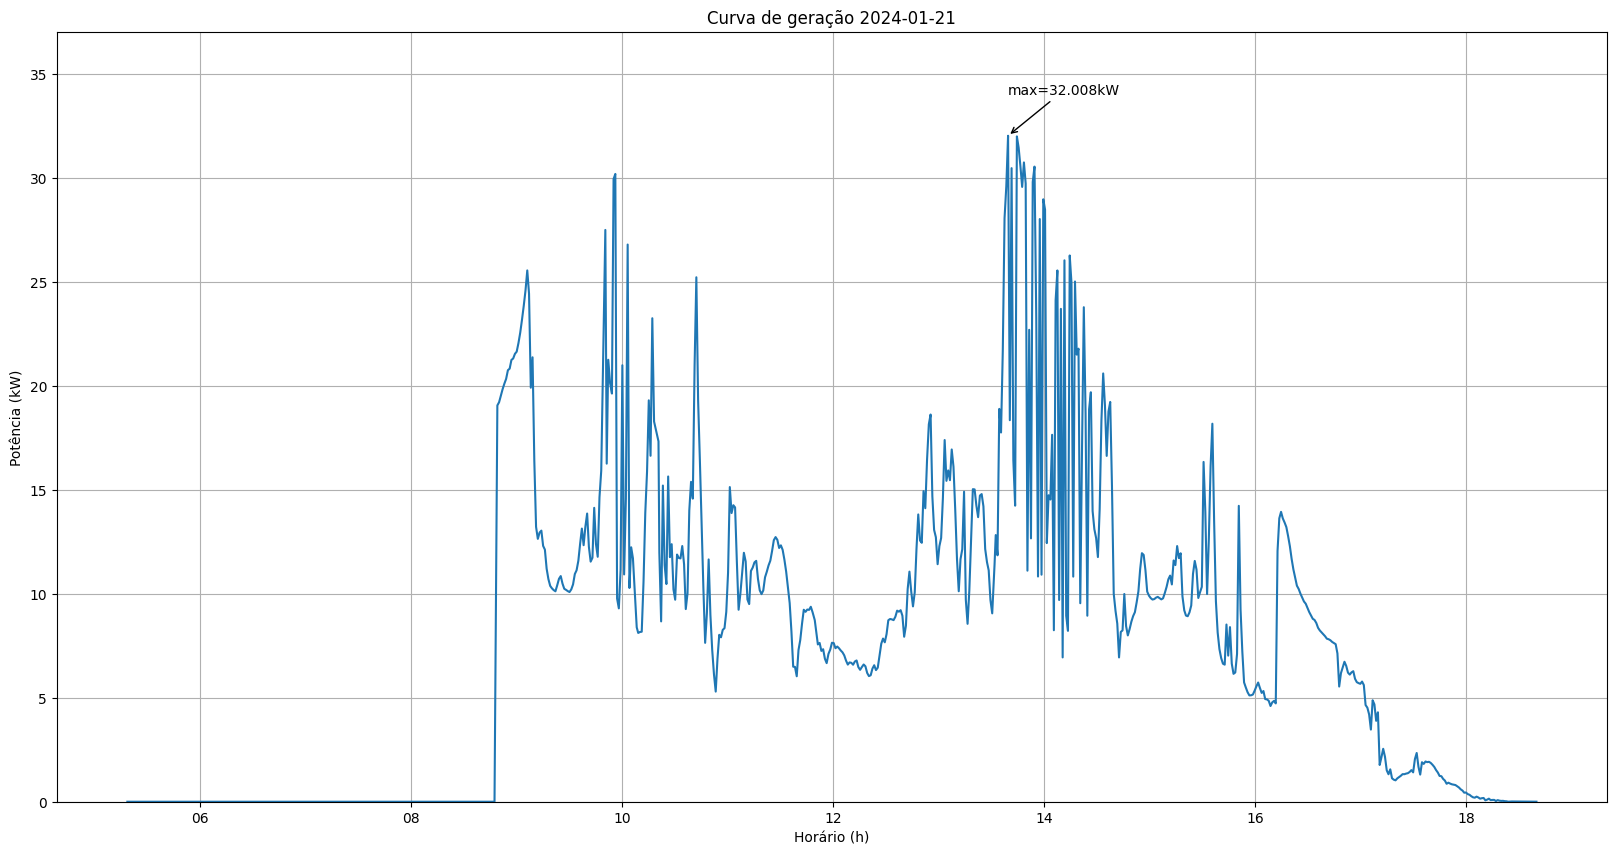 Curva de geração 2024-01-21
35
max=32.008kW
30
25
20
Potência (kW)
15
10
5
0
06 08 10 12 14 16 18
Horário (h)